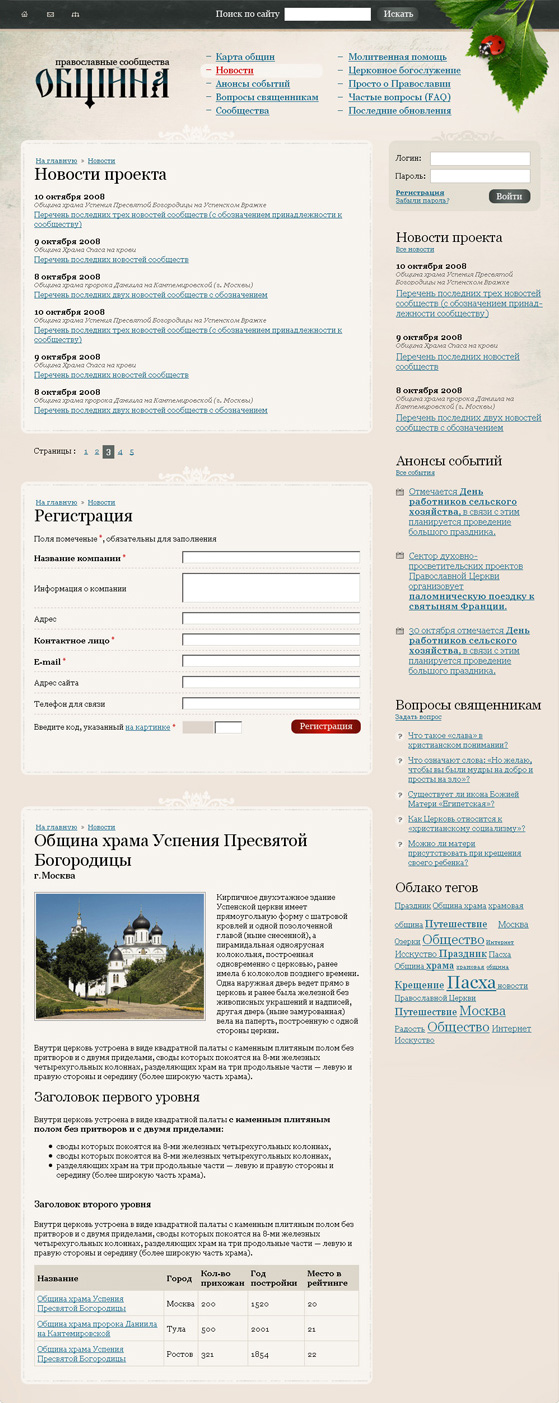 Поиск по сайту
Искать
православные сообщества
ОБЩИНА
Карта общин
Новости
Анонсы событий
Вопросы священникам
Сообщества
Молитвенная помощь
Церковное богослужение
Просто о Православии
Частые вопросы (FAQ)
Последние обновления
На главную » Новости
Новости проекта
10 октября 2008
Община храма Успения Пресвятой Богородицы на Успенском Вражке
Перечень последних трех новостей сообществ (с обозначением принадлежности к
сообществу)
9 октября 2008
Община Храма Спаса на крови
Перечень последних новостей сообществ
8 октября 2008
Община храма пророка Даниила на Кантемировской (г. Москвы)
Перечень последних двух новостей сообществ с обозначением
10 октября 2008
Община храма Успения Пресвятой Богородицы на Успенском Вражке
Перечень последних трех новостей сообществ (с обозначением принадлежности к
сообществу)
9 октября 2008
Община Храма Спаса на крови
Перечень последних новостей сообществ
8 октября 2008
Община храма пророка Даниила на Кантемировской (г. Москвы)
Перечень последних двух новостей сообществ с обозначением
Страницы : 1 2 3 4 5
На главную » Новости
Регистрация
Поля помеченные *, обязательны для заполнения
Название компании *
Информация о компании
Адрес
Контактное лицо *
E-mail *
Адрес сайта
Телефон для связи
Введите код, указанный на картинке *
Регистрация
На главную » Новости
Община храма Успения Пресвятой
Богородицы
г.Москва
Кирпичное двухэтажное здание
Успенской церкви имеет
прямоугольную форму с шатровой
кровлей и одной позолоченной
главой (ныне снесенной), а
пирамидальная одноярусная
колокольня, построенная
одновременно с церковью, ранее
имела 6 колоколов позднего времени.
Одна наружная дверь ведет прямо в
церковь и ранее была железной без
живописных украшений и надписей,
другая дверь (ныне замурованная)
вела на паперть, построенную с одной
стороны церкви.
Внутри церковь устроена в виде квадратной палаты с каменным плитяным полом без
притворов и с двумя приделами, своды которых покоятся на 8-ми железных
четырехугольных колоннах, разделяющих храм на три продольные части — левую и
правую стороны и середину (более широкую часть храма).
Заголовок первого уровня
Внутри церковь устроена в виде квадратной палаты с каменным плитяным
полом без притворов и с двумя приделами:
своды которых покоятся на 8-ми железных четырехугольных колоннах,
своды которых покоятся на 8-ми железных четырехугольных колоннах,
разделяющих храм на три продольные части — левую и правую стороны и
середину (более широкую часть храма).
Заголовок второго уровня
Внутри церковь устроена в виде квадратной палаты с каменным плитяным полом без
притворов и с двумя приделами, своды которых покоятся на 8-ми железных
четырехугольных колоннах, разделяющих храм на три продольные части — левую и
правую стороны и середину (более широкую часть храма).
Название Город Кол-во прихожан Год постройки Место в рейтинге
Община храма Успения Пресвятой Богородицы Москва 200 1520 20
Община храма пророка Даниила на Кантемировской Тула 500 2001 21
Община храма Успения Пресвятой Богородицы Ростов 321 1854 22
Логин:
Пароль:
Регистрация
Забыли пароль?
Войти
Новости проекта
Все новости
10 октября 2008
Община храма Успения Пресвятой
Богородицы на Успенском Вражке
Перечень последних трех новостей
сообществ (с обозначением принад-
лежности сообществу )
9 октября 2008
Община Храма Спаса на крови
Перечень последних новостей
сообществ
8 октября 2008
Община храма пророка Даниила на
Кантемировской (г. Москвы)
Перечень последних двух новостей
сообществ с обозначением
Анонсы событий
Все события
Отмечается День
работников сельского
хозяйства, в связи с этим
планируется проведение
большого праздника.
Сектор духовно-
просветительских проектов
Православной Церкви
организовует
паломническую поездку к
святыням Франции.
30 октября отмечается День
работников сельского
хозяйства, в связи с этим
планируется проведение
большого праздника.
Вопросы священникам
Задать вопрос
Что такое «слава» в
христианском понимании?
Что означают слова: «Но желаю,
чтобы вы были мудры на добро и
просты на зло»?
Существует ли икона Божией
Матери «Египетская»?
Как Церковь относится к
«христианскому социализму»?
Можно ли матери
присутствовать при крещения
своего ребенка?
Облако тегов
Праздник Община храма храмовая
община Путешествие Москва
Озерки Общество Интернет
Искусство Праздник Пасха
Община храма храмовая община
Крещение Пасха новости
Православной Церкви
Путешествие Москва
Радость Общество Интернет
Исскуство